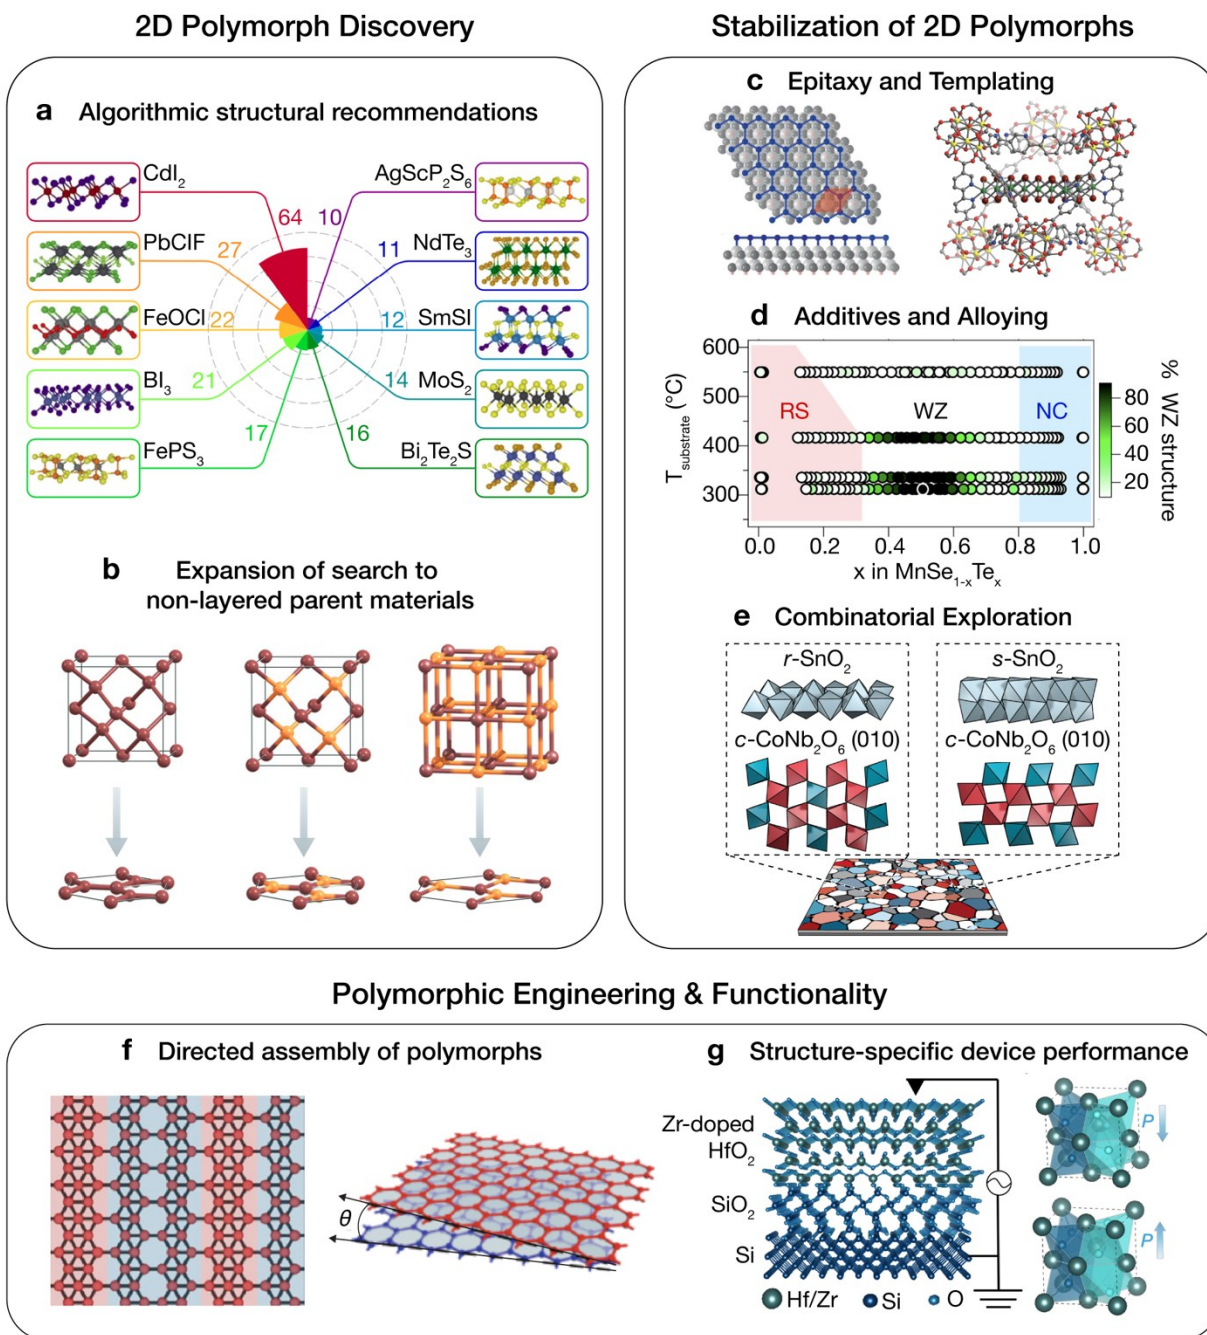 2D Polymorph Discovery
Stabilization of 2D Polymorphs
a Algorithmic structural recommendations
CdI₂
PbClF
FeOCl
BI₃
FePS₃
AgScP₂S₆
NdTe₃
SmSI
MoS₂
Bi₂Te₂S
64
27
22
21
17
10
11
12
14
16
b Expansion of search to
non-layered parent materials
c Epitaxy and Templating
d Additives and Alloying
T substrate (°C)
600
500
400
300
RS
WZ
NC
0.0 0.2 0.4 0.6 0.8 1.0
x in MnSe₁₋ₓTeₓ
% WZ structure
80
60
40
20
e Combinatorial Exploration
r-SnO₂
c-CoNb₂O₆ (010)
s-SnO₂
c-CoNb₂O₆ (010)
Polymorphic Engineering & Functionality
f Directed assembly of polymorphs
θ
g Structure-specific device performance
Zr-doped
HfO₂
SiO₂
Si
Hf/Zr Si O
P
P